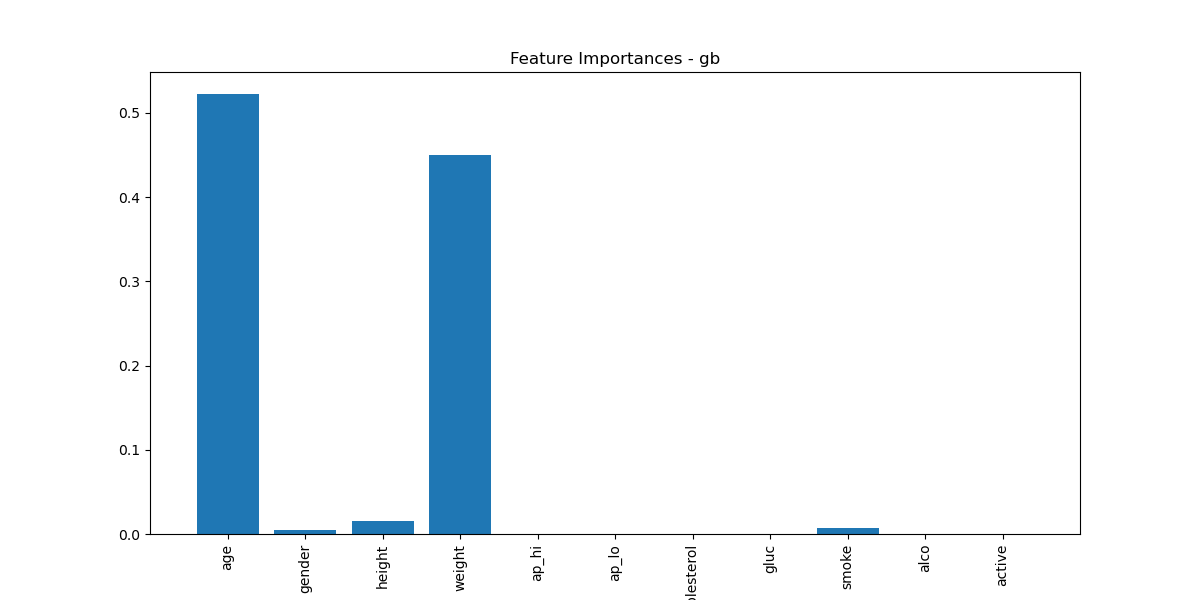 Feature Importances - gb
0.5
0.4
0.3
0.2
0.1
0.0
age
gender
height
weight
ap_hi
ap_lo
olesterol
gluc
smoke
alco
active